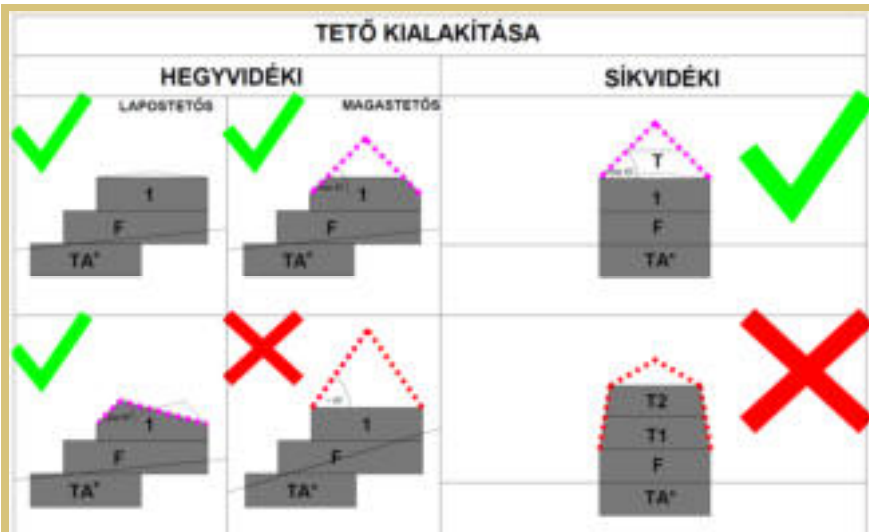 TETŐ KIALAKÍTÁSA
HEGYVIDÉKI
SÍKVIDÉKI
LAPOSTETŐS
MAGASTETŐS
1
F
TA*
1
F
TA*
T
1
F
TA*
1
F
TA*
1
F
TA*
T2
T1
F
TA*